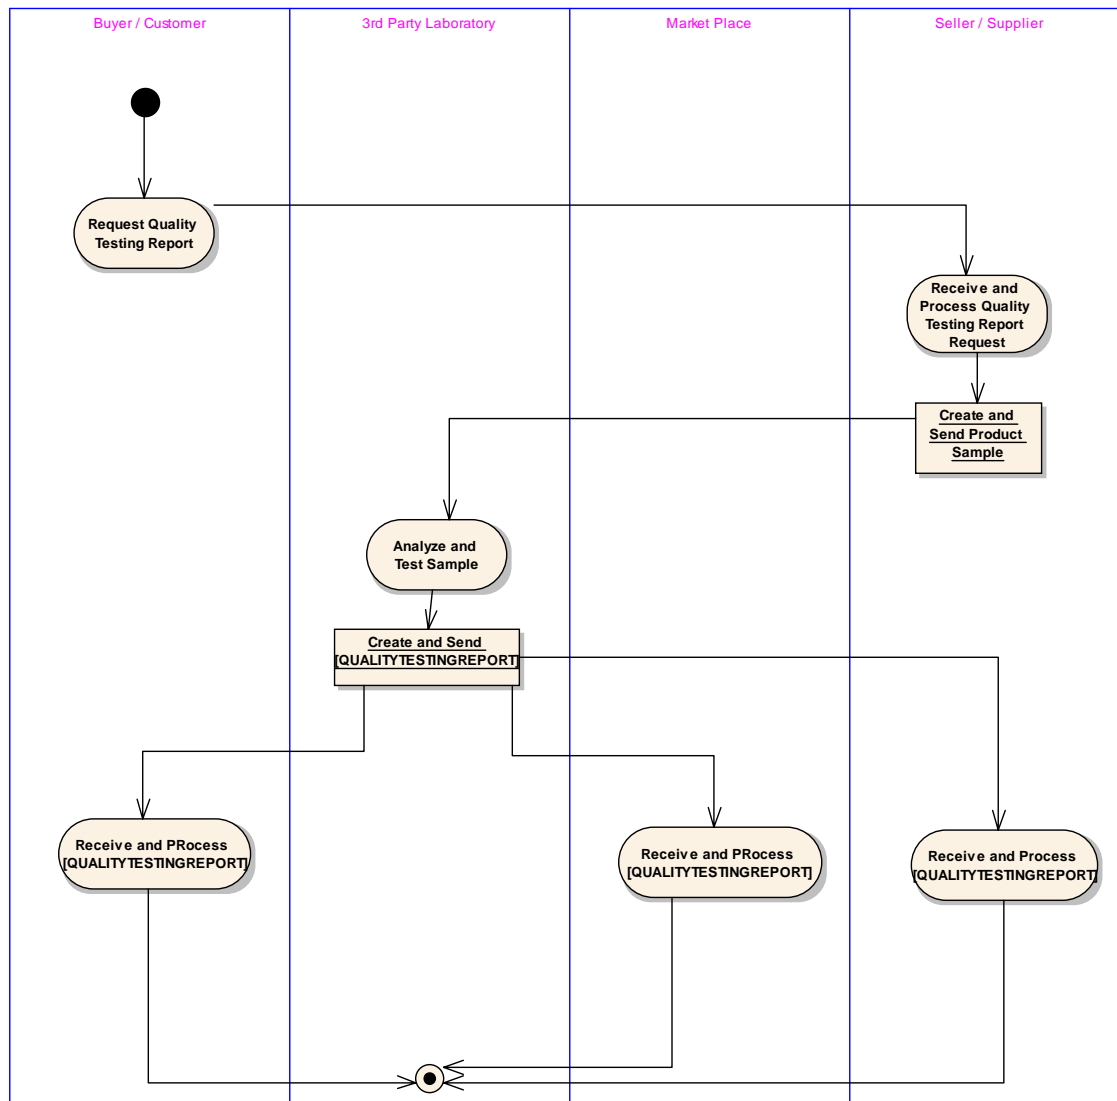 Buyer / Customer
3rd Party Laboratory
Market Place
Seller / Supplier
Request Quality
Testing Report
Receive and
Process Quality
Testing Report
Request
Create and
Send Product
Sample
Analyze and
Test Sample
Create and Send
[QUALITYTESTINGREPORT]
Receive and PRocess
[QUALITYTESTINGREPORT]
Receive and PRocess
[QUALITYTESTINGREPORT]
Receive and Process
[QUALITYTESTINGREPORT]